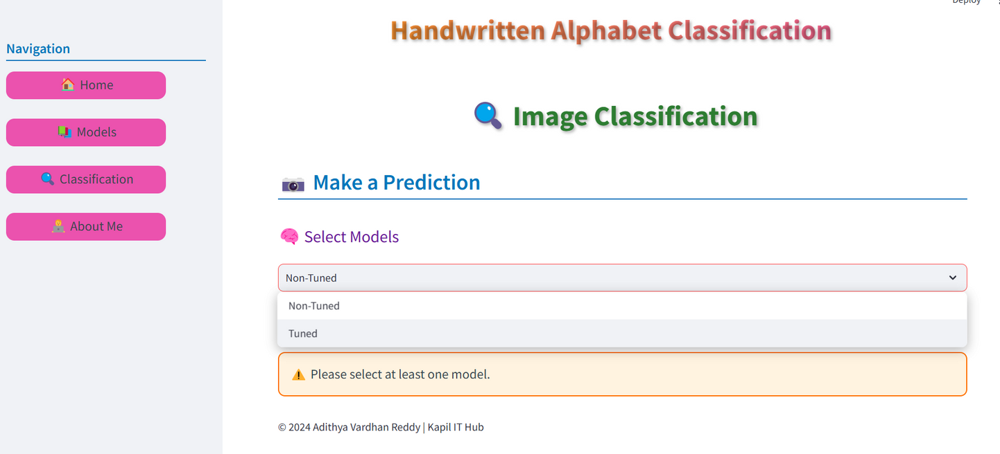 Deploy
Handwritten Alphabet Classification
Navigation
Home
Models
Classification
About Me
Image Classification
Make a Prediction
Select Models
Non-Tuned
Non-Tuned
Tuned
Please select at least one model.
© 2024 Adithya Vardhan Reddy | Kapil IT Hub